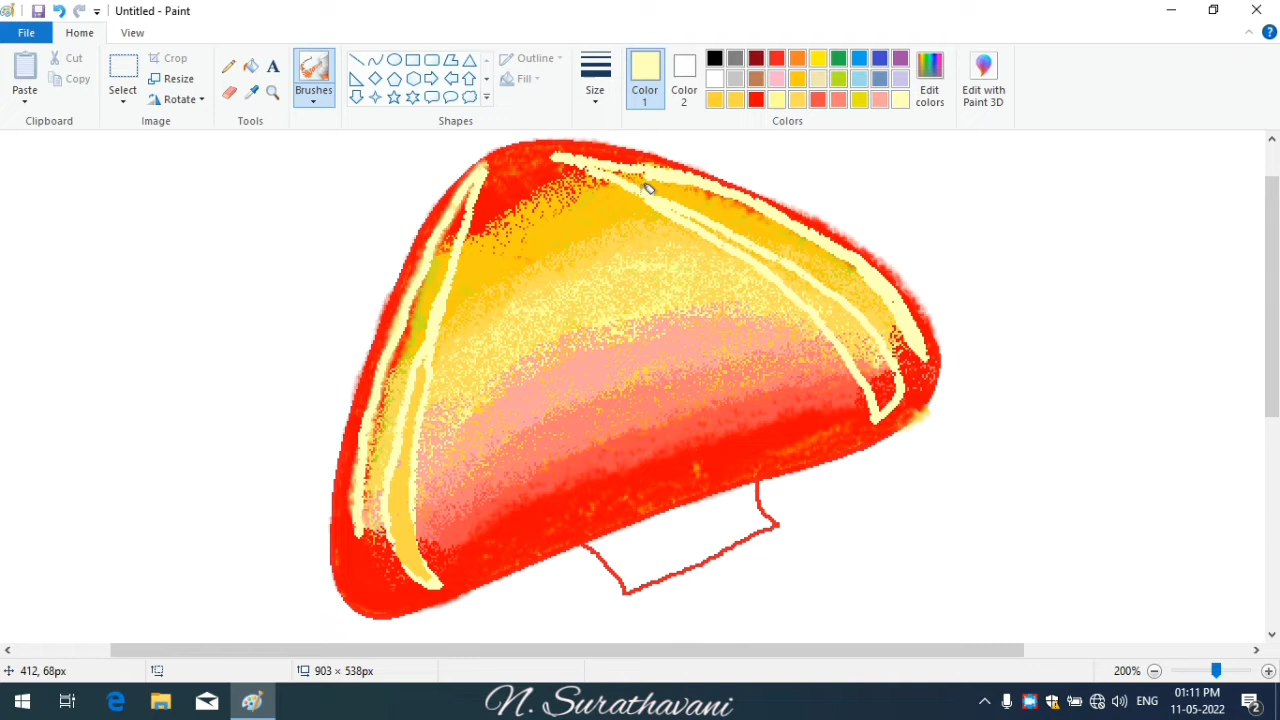 Untitled - Paint
File
Home
View
Paste
Cut
Copy
Clipboard
Select
Crop
Resize
Rotate
Image
A
Tools
Brushes
Outline
Fill
Shapes
Size
Color 1
Color 2
Edit colors
Edit with Paint 3D
Colors
412, 68px
903 × 538px
200%
N. Surathavani
ENG
01:11 PM
11-05-2022
2